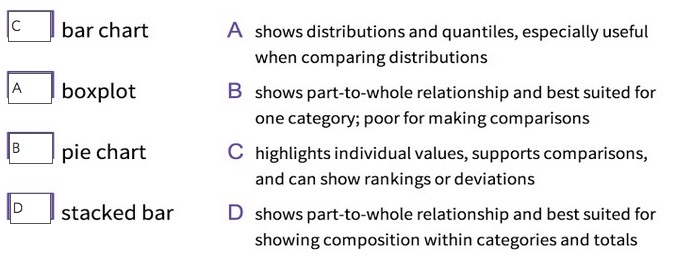 C bar chart
A shows distributions and quantiles, especially useful
when comparing distributions
A boxplot
B shows part-to-whole relationship and best suited for
one category; poor for making comparisons
B pie chart
C highlights individual values, supports comparisons,
and can show rankings or deviations
D stacked bar
D shows part-to-whole relationship and best suited for
showing composition within categories and totals